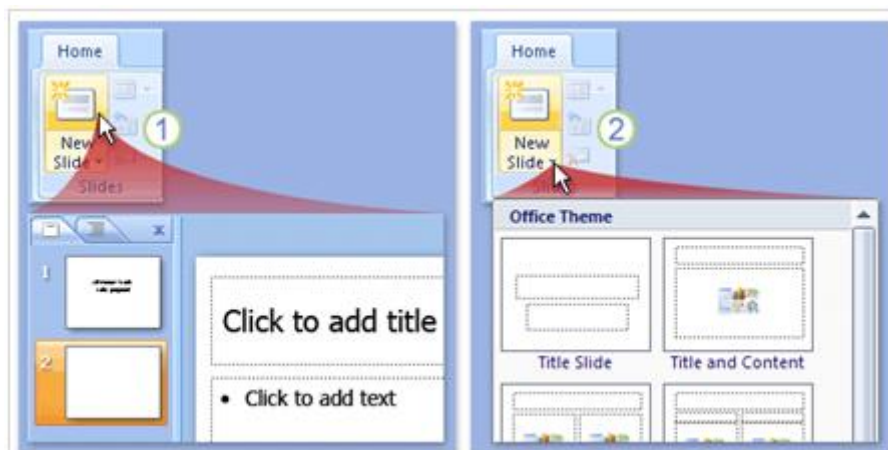 Home
1
New
Slide
Slides
x
1
2
Click to add title
• Click to add text
Home
2
New
Slide
Office Theme
Title Slide
Title and Content